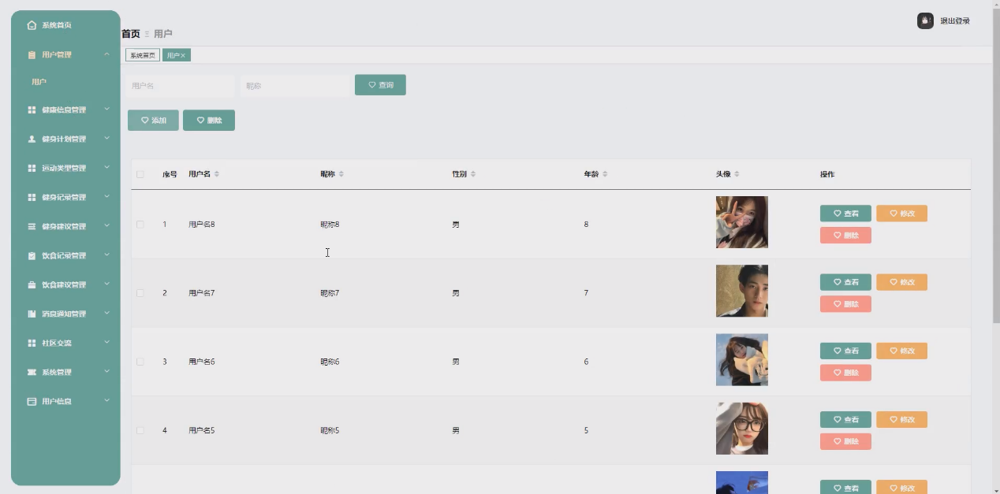 系统首页
用户管理
用户
健康信息管理
健身计划管理
运动类型管理
健身记录管理
健身建议管理
饮食记录管理
饮食建议管理
消息通知管理
社区交流
系统管理
用户信息
退出登录
首页 用户
系统首页 用户×
用户名 昵称 查询
添加 删除
序号 用户名 昵称 性别 年龄 头像 操作
1 用户名8 昵称8 男 8 查看 修改
删除
2 用户名7 昵称7 男 7 查看 修改
删除
3 用户名6 昵称6 男 6 查看 修改
删除
4 用户名5 昵称5 男 5 查看 修改
删除
查看 修改